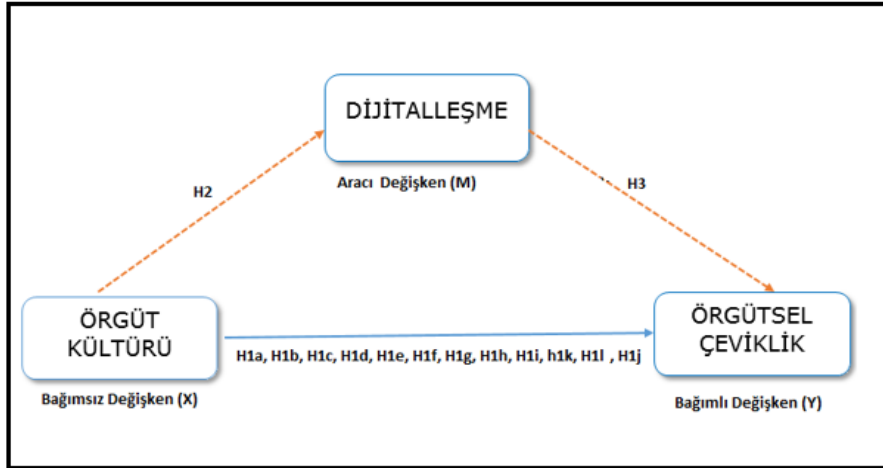 DİJİTALLEŞME
Aracı Değişken (M)
H2
H3
ÖRGÜT
KÜLTÜRÜ
ÖRGÜTSEL
ÇEVİKLİK
H1a, H1b, H1c, H1d, H1e, H1f, H1g, H1h, H1i, h1k, H1l , H1j
Bağımsız Değişken (X)
Bağımlı Değişken (Y)